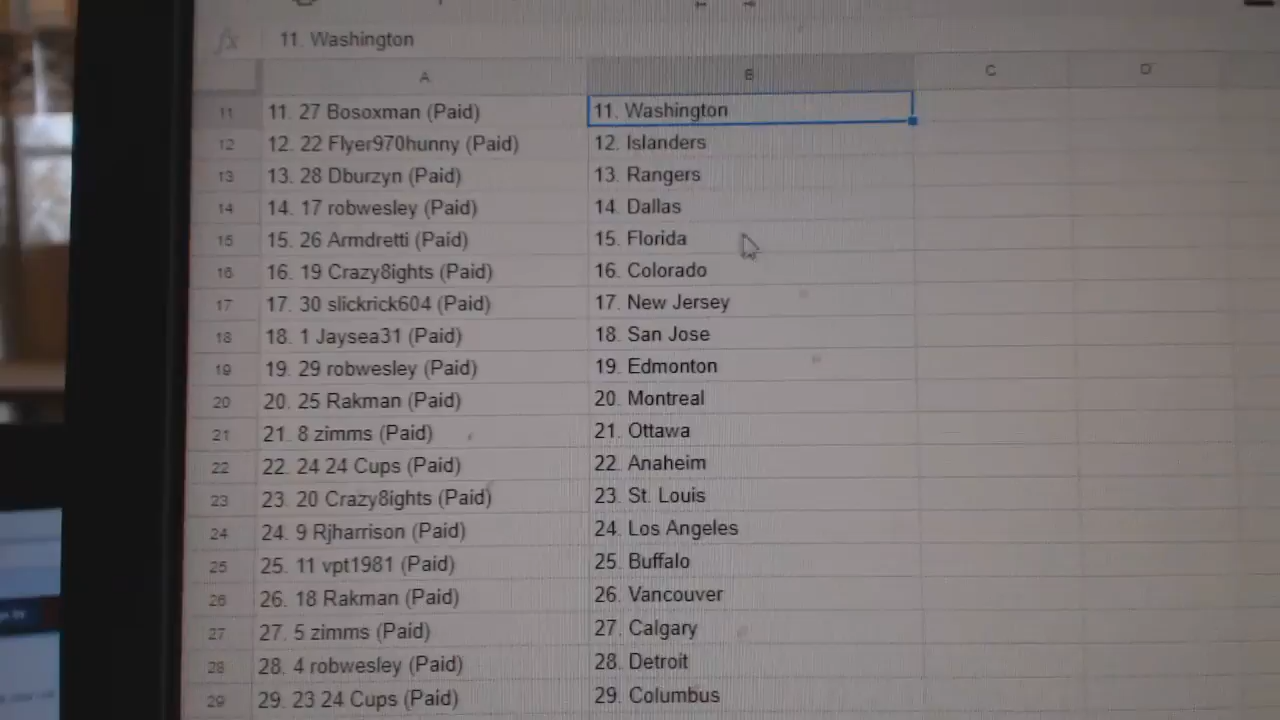 fx 11. Washington
A B C D
11 11. 27 Bosoxman (Paid) 11. Washington
12 12. 22 Flyer970hunny (Paid) 12. Islanders
13 13. 28 Dburzyn (Paid) 13. Rangers
14 14. 17 robwesley (Paid) 14. Dallas
15 15. 26 Armdretti (Paid) 15. Florida
16 16. 19 Crazy8ights (Paid) 16. Colorado
17 17. 30 slickrick604 (Paid) 17. New Jersey
18 18. 1 Jaysea31 (Paid) 18. San Jose
19 19. 29 robwesley (Paid) 19. Edmonton
20 20. 25 Rakman (Paid) 20. Montreal
21 21. 8 zimms (Paid) 21. Ottawa
22 22. 24 24 Cups (Paid) 22. Anaheim
23 23. 20 Crazy8ights (Paid) 23. St. Louis
24 24. 9 Rjharrison (Paid) 24. Los Angeles
25 25. 11 vpt1981 (Paid) 25. Buffalo
26 26. 18 Rakman (Paid) 26. Vancouver
27 27. 5 zimms (Paid) 27. Calgary
28 28. 4 robwesley (Paid) 28. Detroit
29 29. 23 24 Cups (Paid) 29. Columbus